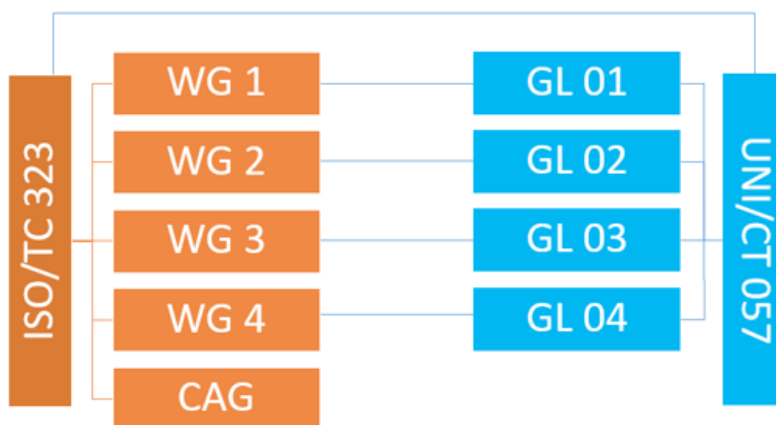 ISO/TC 323
WG 1
WG 2
WG 3
WG 4
CAG
GL 01
GL 02
GL 03
GL 04
UNI/CT 057